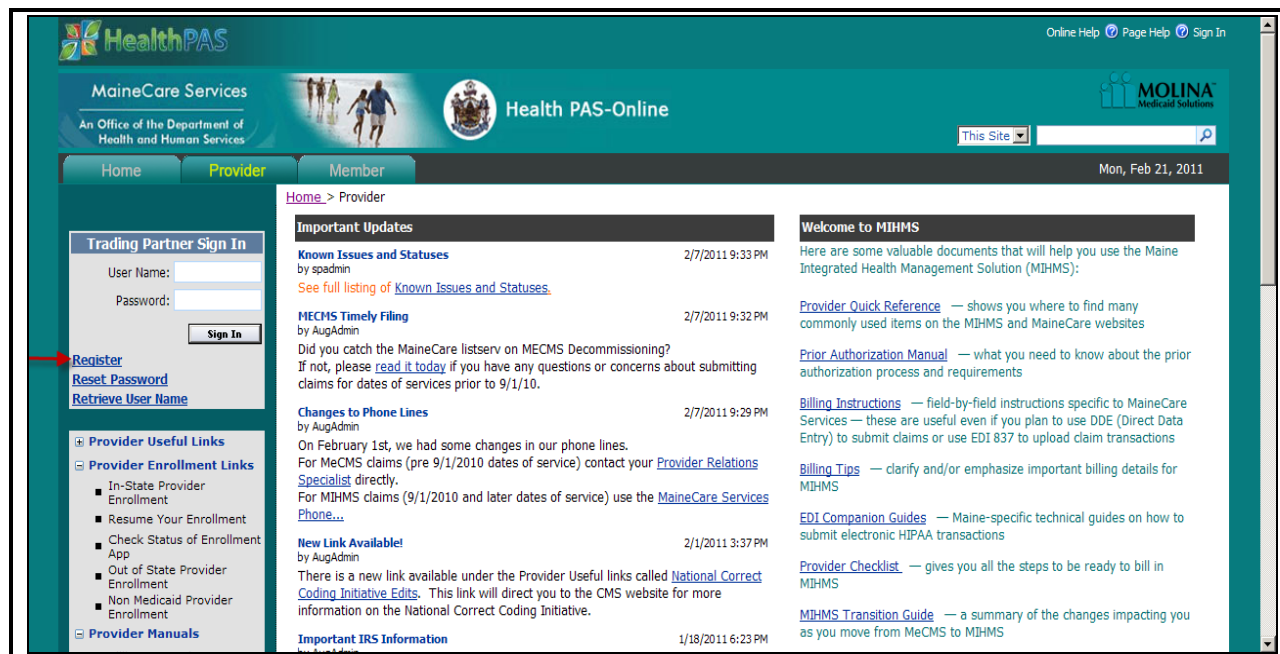 HealthPAS
Online Help Page Help Sign In
MaineCare Services
An Office of the Department of
Health and Human Services
Health PAS-Online
MOLINA™
Medicaid Solutions
This Site
Home Provider Member
Mon, Feb 21, 2011
Trading Partner Sign In
User Name:
Password:
Sign In
Register
Reset Password
Retrieve User Name
Provider Useful Links
Provider Enrollment Links
In-State Provider
Enrollment
Resume Your Enrollment
Check Status of Enrollment
App
Out of State Provider
Enrollment
Non Medicaid Provider
Enrollment
Provider Manuals
Home > Provider
Important Updates
Known Issues and Statuses 2/7/2011 9:33 PM
by spadmin
See full listing of Known Issues and Statuses.
MECMS Timely Filing 2/7/2011 9:32 PM
by AugAdmin
Did you catch the MaineCare listserv on MECMS Decommissioning?
If not, please read it today if you have any questions or concerns about submitting
claims for dates of services prior to 9/1/10.
Changes to Phone Lines 2/7/2011 9:29 PM
by AugAdmin
On February 1st, we had some changes in our phone lines.
For MeCMS claims (pre 9/1/2010 dates of service) contact your Provider Relations
Specialist directly.
For MIHMS claims (9/1/2010 and later dates of service) use the MaineCare Services
Phone...
New Link Available! 2/1/2011 3:37 PM
by AugAdmin
There is a new link available under the Provider Useful links called National Correct
Coding Initiative Edits. This link will direct you to the CMS website for more
information on the National Correct Coding Initiative.
Important IRS Information 1/18/2011 6:23 PM
by AugAdmin
Welcome to MIHMS
Here are some valuable documents that will help you use the Maine
Integrated Health Management Solution (MIHMS):
Provider Quick Reference — shows you where to find many
commonly used items on the MIHMS and MaineCare websites
Prior Authorization Manual — what you need to know about the prior
authorization process and requirements
Billing Instructions — field-by-field instructions specific to MaineCare
Services — these are useful even if you plan to use DDE (Direct Data
Entry) to submit claims or use EDI 837 to upload claim transactions
Billing Tips — clarify and/or emphasize important billing details for
MIHMS
EDI Companion Guides — Maine-specific technical guides on how to
submit electronic HIPAA transactions
Provider Checklist — gives you all the steps to be ready to bill in
MIHMS
MIHMS Transition Guide — a summary of the changes impacting you
as you move from MeCMS to MIHMS